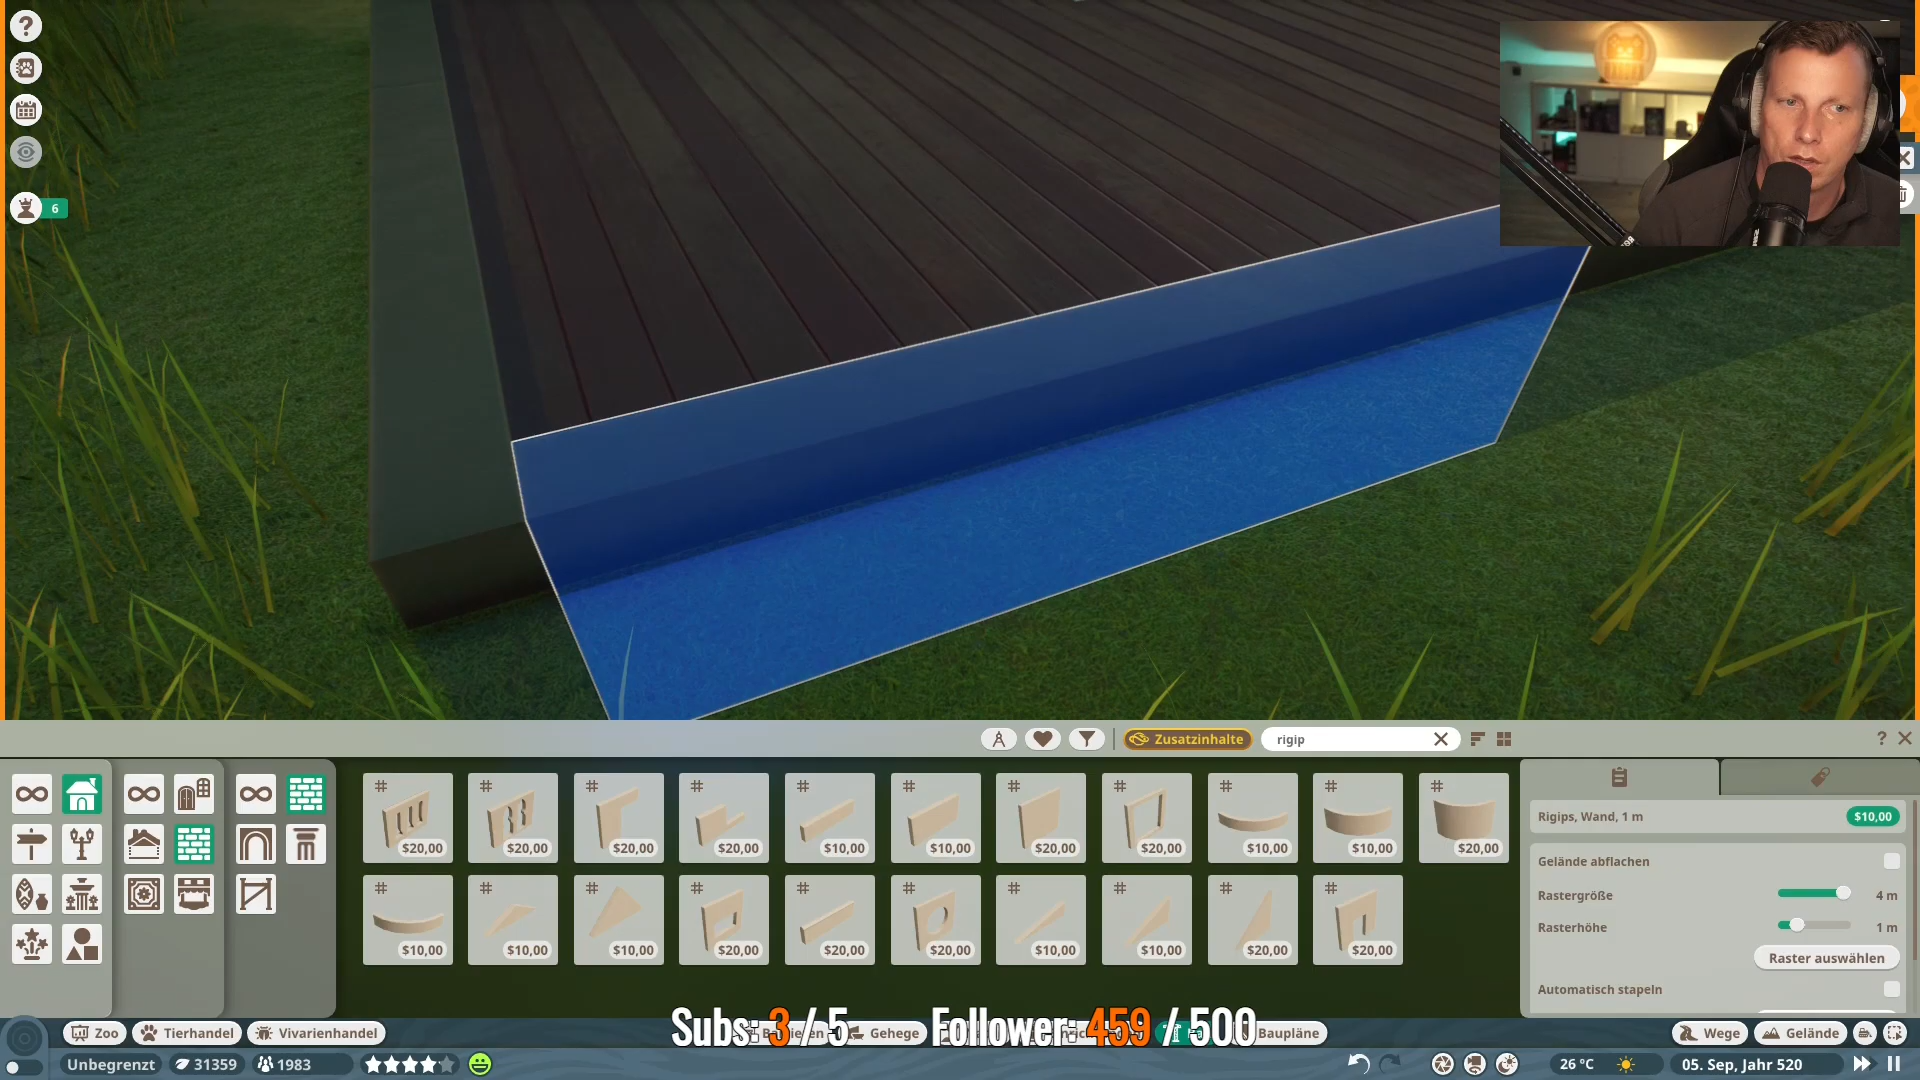 ?
6
Zusatzinhalte
rigip
?
$20,00 $20,00 $20,00 $20,00 $10,00 $10,00 $20,00 $20,00 $10,00 $10,00 $20,00
$10,00 $10,00 $10,00 $20,00 $20,00 $20,00 $10,00 $10,00 $20,00 $20,00
Rigips, Wand, 1 m $10,00
Gelände abflachen
Rastergröße 4 m
Rasterhöhe 1 m
Raster auswählen
Automatisch stapeln
Subs: 3 / 5 Follower: 459 / 500
Zoo Tierhandel Vivarienhandel Gehege Baupläne Wege Gelände
Unbegrenzt 31359 1983 26 °C 05. Sep, Jahr 520